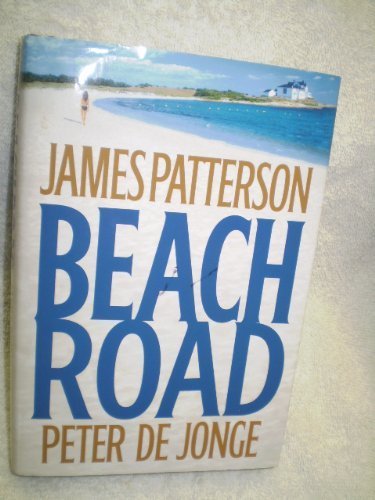 JAMES PATTERSON
BEACH
ROAD
PETER DE JONGE